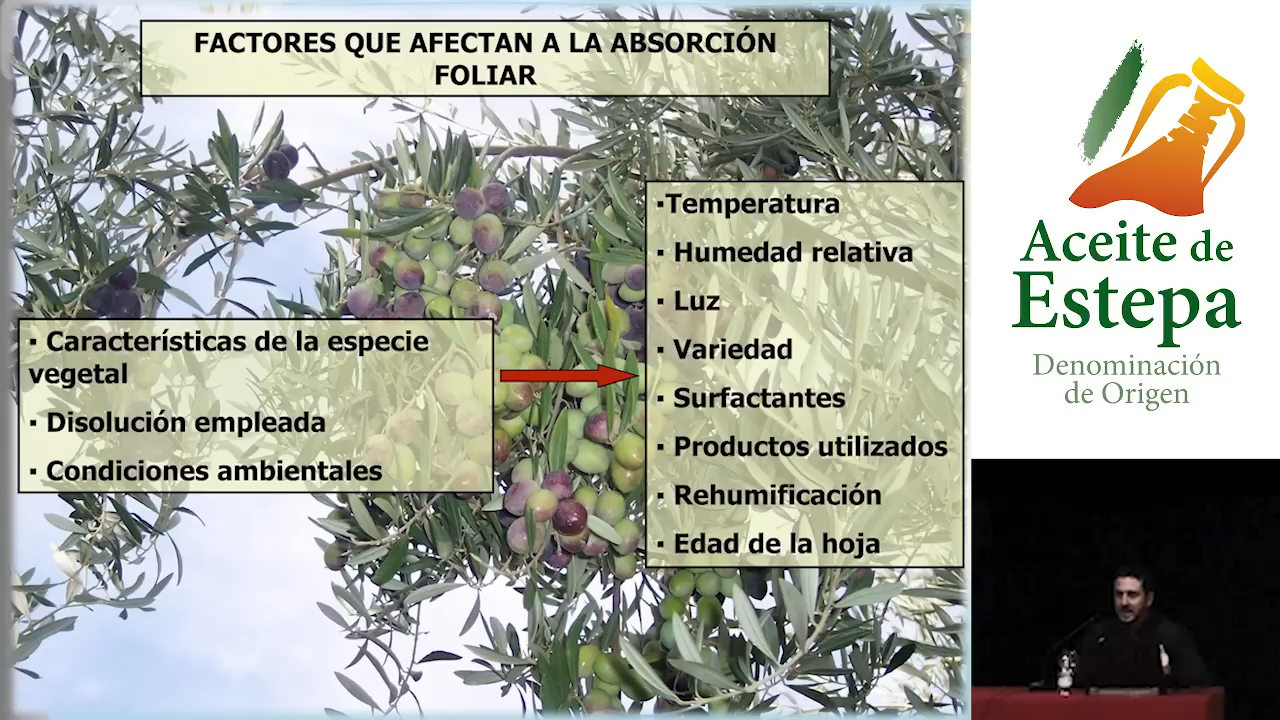 FACTORES QUE AFECTAN A LA ABSORCIÓN
FOLIAR
▪ Características de la especie
vegetal
▪ Disolución empleada
▪ Condiciones ambientales
▪Temperatura
▪ Humedad relativa
▪ Luz
▪ Variedad
▪ Surfactantes
▪ Productos utilizados
▪ Rehumificación
▪ Edad de la hoja
Aceite de
Estepa
Denominación
de Origen